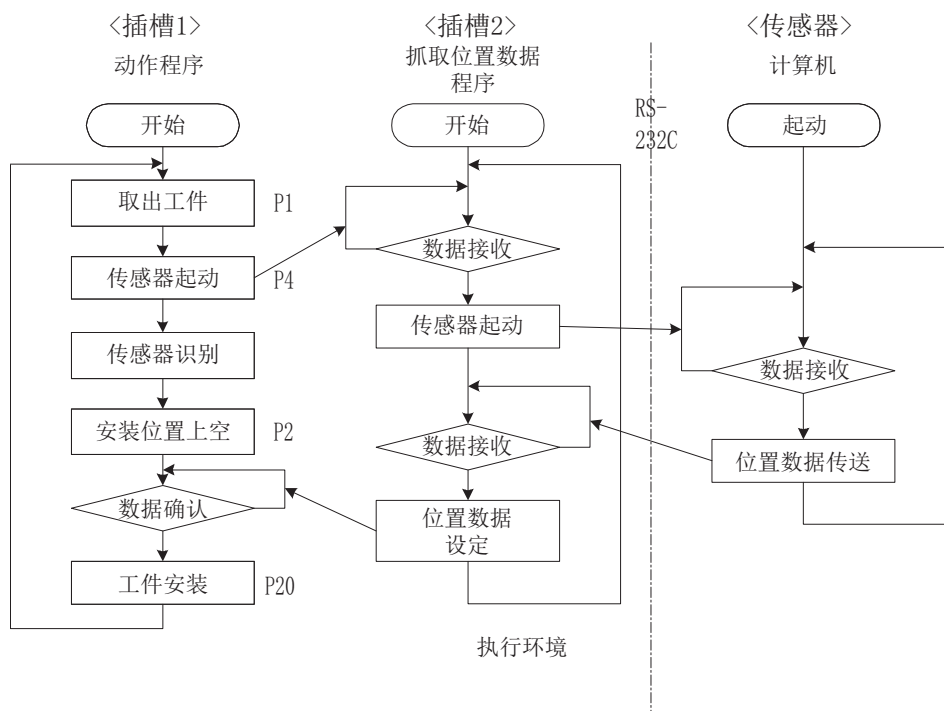 <插槽1>
动作程序
开始
取出工件
P1
传感器起动
P4
传感器识别
安装位置上空
P2
数据确认
工件安装
P20
<插槽2>
抓取位置数据
程序
开始
数据接收
传感器起动
数据接收
位置数据
设定
执行环境
RS-
232C
<传感器>
计算机
起动
数据接收
位置数据传送